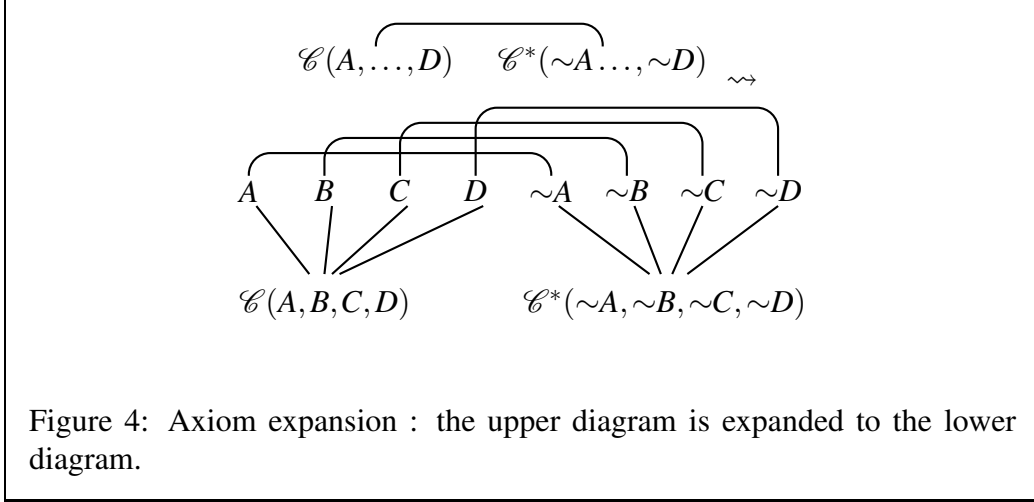 𝒞(A,…,D) 𝒞*(∼A…,∼D) ⇝
A B C D ∼A ∼B ∼C ∼D
𝒞(A,B,C,D) 𝒞*(∼A,∼B,∼C,∼D)
Figure 4: Axiom expansion : the upper diagram is expanded to the lower
diagram.